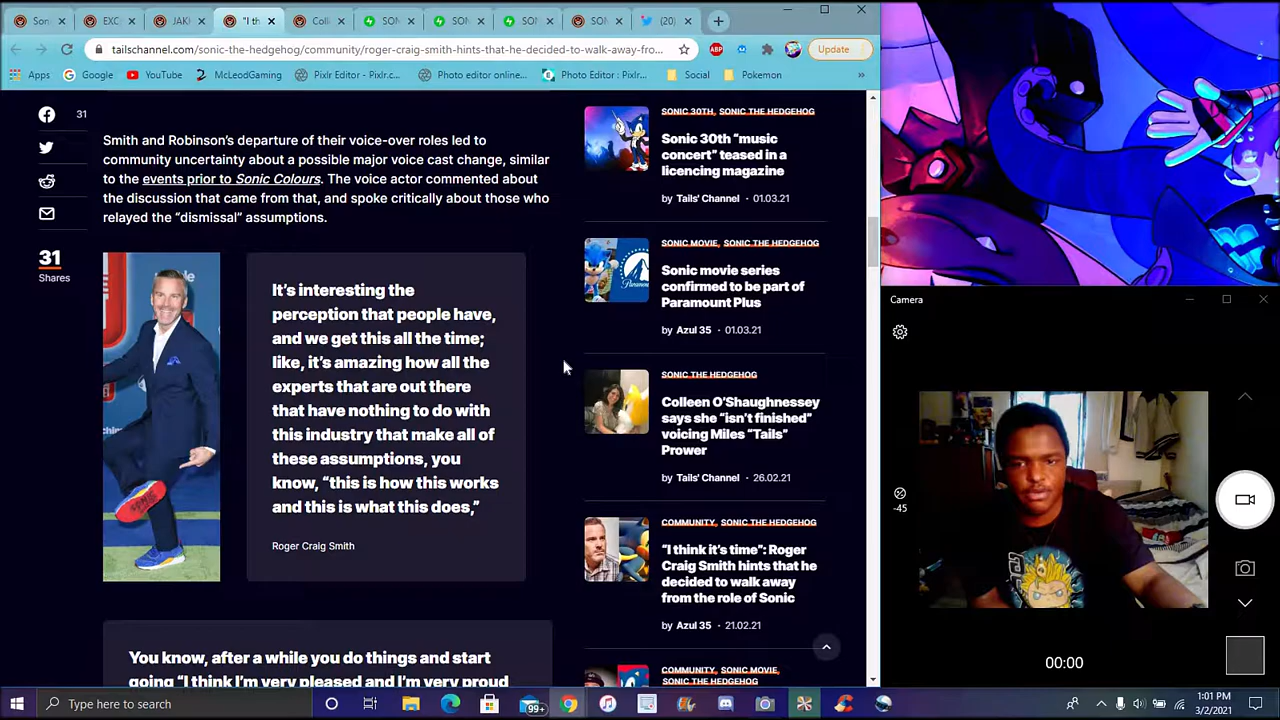 Soni
EXC
JAK
"I th
Colle
SON
SON
SON
SON
(20)
tailschannel.com/sonic-the-hedgehog/community/roger-craig-smith-hints-that-he-decided-to-walk-away-fro...
ABP
Update
Apps
Google
YouTube
McLeodGaming
Pixlr Editor - Pixlr.c...
Photo editor online...
Photo Editor : Pixlr...
Social
Pokemon
»
31
Smith and Robinson's departure of their voice-over roles led to
community uncertainty about a possible major voice cast change, similar
to the events prior to Sonic Colours. The voice actor commented about
the discussion that came from that, and spoke critically about those who
relayed the "dismissal" assumptions.
31
Shares
It's interesting the
perception that people have,
and we get this all the time;
like, it's amazing how all the
experts that are out there
that have nothing to do with
this industry that make all of
these assumptions, you
know, "this is how this works
and this is what this does,"
Roger Craig Smith
You know, after a while you do things and start
going "I think I'm very pleased and I'm very proud
SONIC 30TH, SONIC THE HEDGEHOG
Sonic 30th "music
concert" teased in a
licencing magazine
by Tails' Channel · 01.03.21
SONIC MOVIE, SONIC THE HEDGEHOG
Sonic movie series
confirmed to be part of
Paramount Plus
by Azul 35 · 01.03.21
SONIC THE HEDGEHOG
Colleen O'Shaughnessey
says she "isn't finished"
voicing Miles "Tails"
Prower
by Tails' Channel · 26.02.21
COMMUNITY, SONIC THE HEDGEHOG
"I think it's time": Roger
Craig Smith hints that he
decided to walk away
from the role of Sonic
by Azul 35 · 21.02.21
COMMUNITY, SONIC MOVIE,
SONIC THE HEDGEHOG
Camera
-45
00:00
Type here to search
99+
1:01 PM
3/2/2021